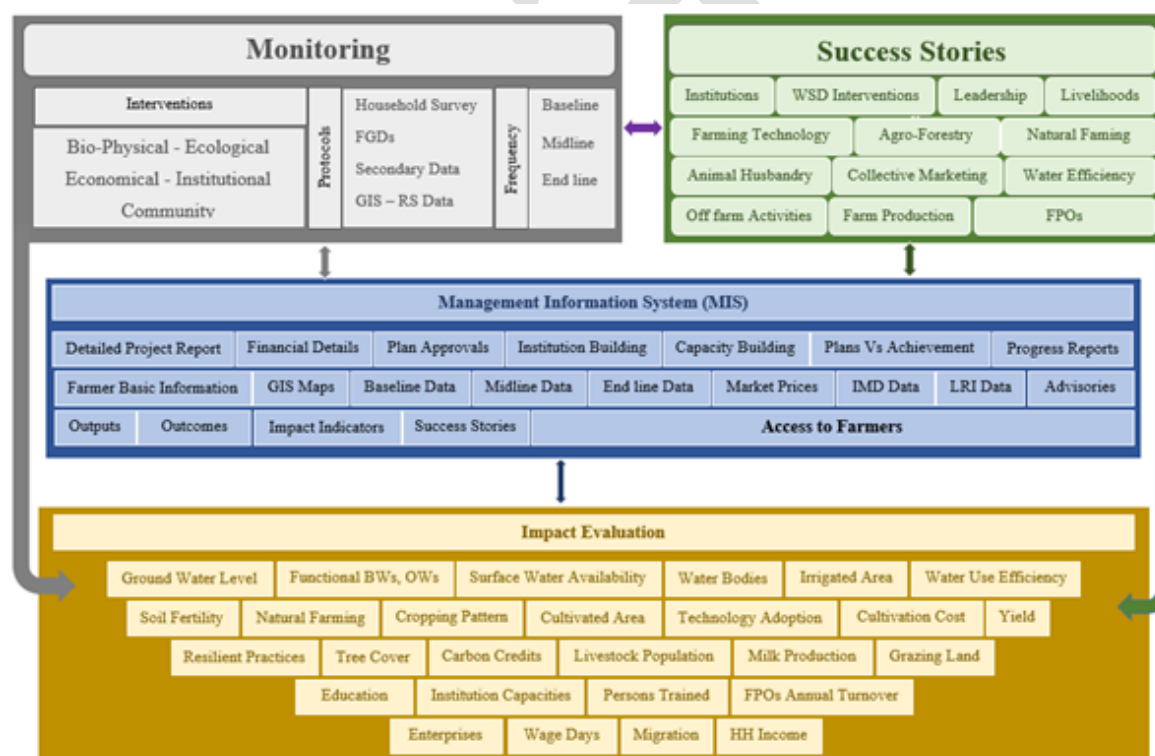 Monitoring
Interventions
Bio-Physical - Ecological
Economical - Institutional
Community
Protocols
Household Survey
FGDs
Secondary Data
GIS – RS Data
Frequency
Baseline
Midline
End line
Success Stories
Institutions WSD Interventions Leadership Livelihoods
Farming Technology Agro-Forestry Natural Faming
Animal Husbandry Collective Marketing Water Efficiency
Off farm Activities Farm Production FPOs
Management Information System (MIS)
Detailed Project Report Financial Details Plan Approvals Institution Building Capacity Building Plans Vs Achievement Progress Reports
Farmer Basic Information GIS Maps Baseline Data Midline Data End line Data Market Prices IMD Data LRI Data Advisories
Outputs Outcomes Impact Indicators Success Stories Access to Farmers
Impact Evaluation
Ground Water Level Functional BWs, OWs Surface Water Availability Water Bodies Irrigated Area Water Use Efficiency
Soil Fertility Natural Farming Cropping Pattern Cultivated Area Technology Adoption Cultivation Cost Yield
Resilient Practices Tree Cover Carbon Credits Livestock Population Milk Production Grazing Land
Education Institution Capacities Persons Trained FPOs Annual Turnover
Enterprises Wage Days Migration HH Income